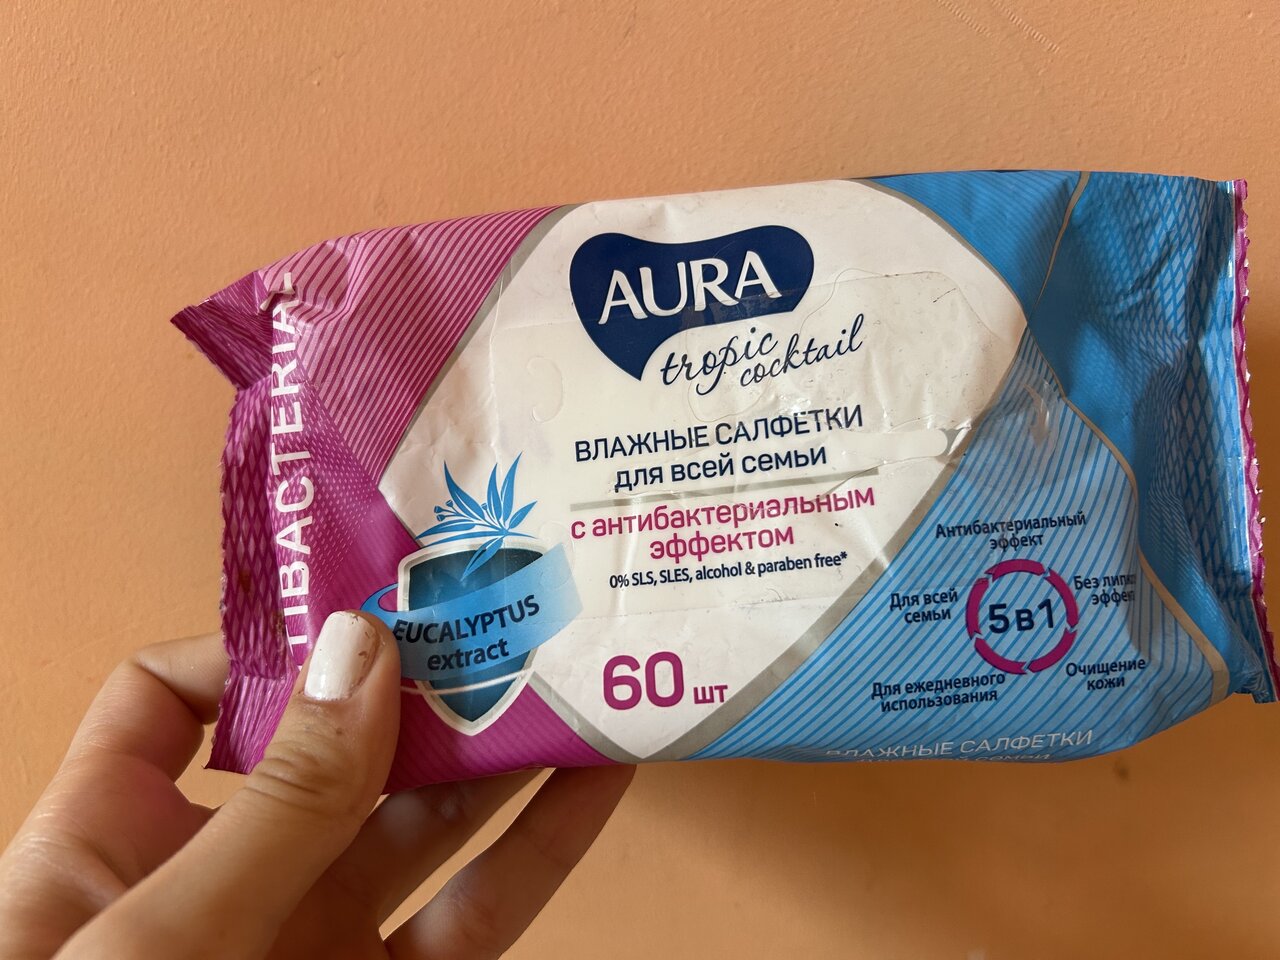 AURA
tropic
cocktail
ВЛАЖНЫЕ САЛФЕТКИ
для всей семьи
с антибактериальным
эффектом
0% SLS, SLES, alcohol & paraben free*
EUCALYPTUS
extract
60 шт
Антибактериальный
эффект
Без
Для всей
семьи
5 в 1
Очищение
кожи
Для ежедневного
использования
ВЛАЖНЫЕ САЛФЕТКИ